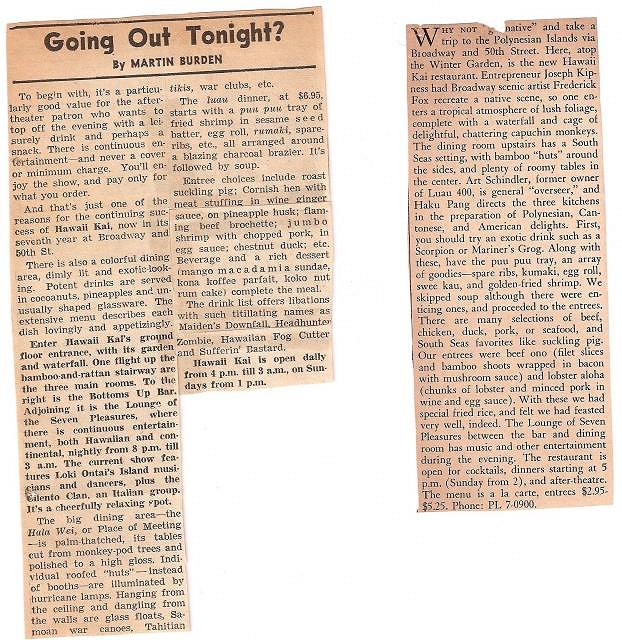 Going Out Tonight?
By MARTIN BURDEN
To begin with, it's a particu-
larly good value for the after-
theater patron who wants to
top off the evening with a lei-
surely drink and perhaps a
snack. There is continuous en-
tertainment—and never a cover
or minimum charge. You'll en-
joy the show, and pay only for
what you order.
And that's just one of the
reasons for the continuing suc-
cess of Hawaii Kai, now in its
seventh year at Broadway and
50th St.
There is also a colorful dining
area, dimly lit and exotic-look-
ing. Potent drinks are served
in cocoanuts, pineapples and un-
usually shaped glassware. The
extensive menu describes each
dish lovingly and appetizingly.
Enter Hawaii Kai's ground
floor entrance, with its garden
and waterfall. One flight up the
bamboo-and-rattan stairway are
the three main rooms. To the
right is the Bottoms Up Bar.
Adjoining it is the Lounge of
the Seven Pleasures, where
there is continuous entertain-
ment, both Hawaiian and con-
tinental, nightly from 8 p.m. till
3 a.m. The current show fea-
tures Loki Ontai's Island musi-
cians and dancers, plus the
Cilento Clan, an Italian group.
It's a cheerfully relaxing spot.
The big dining area—the
Hala Wei, or Place of Meeting
—is palm-thatched, its tables
cut from monkey-pod trees and
polished to a high gloss. Indi-
vidual roofed "huts"—instead
of booths—are illuminated by
hurricane lamps. Hanging from
the ceiling and dangling from
the walls are glass floats, Sa-
moan war canoes, Tahitian
tikis, war clubs, etc.
The luau dinner, at $6.95,
starts with a puu puu tray of
fried shrimp in sesame seed
batter, egg roll, rumaki, spare-
ribs, etc., all arranged around
a blazing charcoal brazier. It's
followed by soup.
Entree choices include roast
suckling pig; Cornish hen with
meat stuffing in wine ginger
sauce, on pineapple husk; flam-
ing beef brochette; jumbo
shrimp with chopped pork, in
egg sauce; chestnut duck; etc.
Beverage and a rich dessert
(mango macadamia sundae,
kona koffee parfait, koko nut
rum cake) complete the meal.
The drink list offers libations
with such titillating names as
Maiden's Downfall, Headhunter
Zombie, Hawaiian Fog Cutter
and Sufferin' Bastard.
Hawaii Kai is open daily
from 4 p.m. till 3 a.m., on Sun-
days from 1 p.m.
WHY NOT "g native" and take a
trip to the Polynesian Islands via
Broadway and 50th Street. Here, atop
the Winter Garden, is the new Hawaii
Kai restaurant. Entrepreneur Joseph Kip-
ness had Broadway scenic artist Frederick
Fox recreate a native scene, so one en-
ters a tropical atmosphere of lush foliage,
complete with a waterfall and cage of
delightful, chattering capuchin monkeys.
The dining room upstairs has a South
Seas setting, with bamboo "huts" around
the sides, and plenty of roomy tables in
the center. Art Schindler, former owner
of Luau 400, is general "overseer," and
Haku Pang directs the three kitchens
in the preparation of Polynesian, Can-
tonese, and American delights. First,
you should try an exotic drink such as a
Scorpion or Mariner's Grog. Along with
these, have the puu puu tray, an array
of goodies—spare ribs, kumaki, egg roll,
swee kau, and golden-fried shrimp. We
skipped soup although there were en-
ticing ones, and proceeded to the entrees.
There are many selections of beef,
chicken, duck, pork, or seafood, and
South Seas favorites like suckling pig.
Our entrees were beef ono (filet slices
and bamboo shoots wrapped in bacon
with mushroom sauce) and lobster aloha
(chunks of lobster and minced pork in
wine and egg sauce). With these we had
special fried rice, and felt we had feasted
very well, indeed. The Lounge of Seven
Pleasures between the bar and dining
room has music and other entertainment
during the evening. The restaurant is
open for cocktails, dinners starting at 5
p.m. (Sunday from 2), and after-theatre.
The menu is a la carte, entrees $2.95-
$5.25. Phone: PL 7-0900.